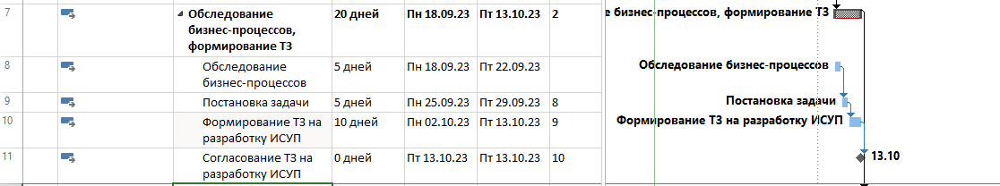 7 Обследование 20 дней Пн 18.09.23 Пт 13.10.23 2
бизнес-процессов,
формирование ТЗ
е бизнес-процессов, формирование ТЗ
8 Обследование 5 дней Пн 18.09.23 Пт 22.09.23
бизнес-процессов
Обследование бизнес-процессов
9 Постановка задачи 5 дней Пн 25.09.23 Пт 29.09.23 8
Постановка задачи
10 Формирование ТЗ на 10 дней Пн 02.10.23 Пт 13.10.23 9
разработку ИСУП
Формирование ТЗ на разработку ИСУП
11 Согласование ТЗ на 0 дней Пт 13.10.23 Пт 13.10.23 10
разработку ИСУП
13.10